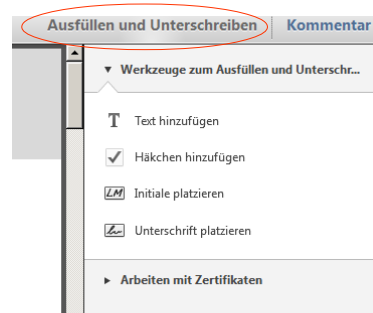 Ausfüllen und Unterschreiben Kommentar
Werkzeuge zum Ausfüllen und Unterschr...
T Text hinzufügen
Häkchen hinzufügen
LM Initiale platzieren
Unterschrift platzieren
Arbeiten mit Zertifikaten